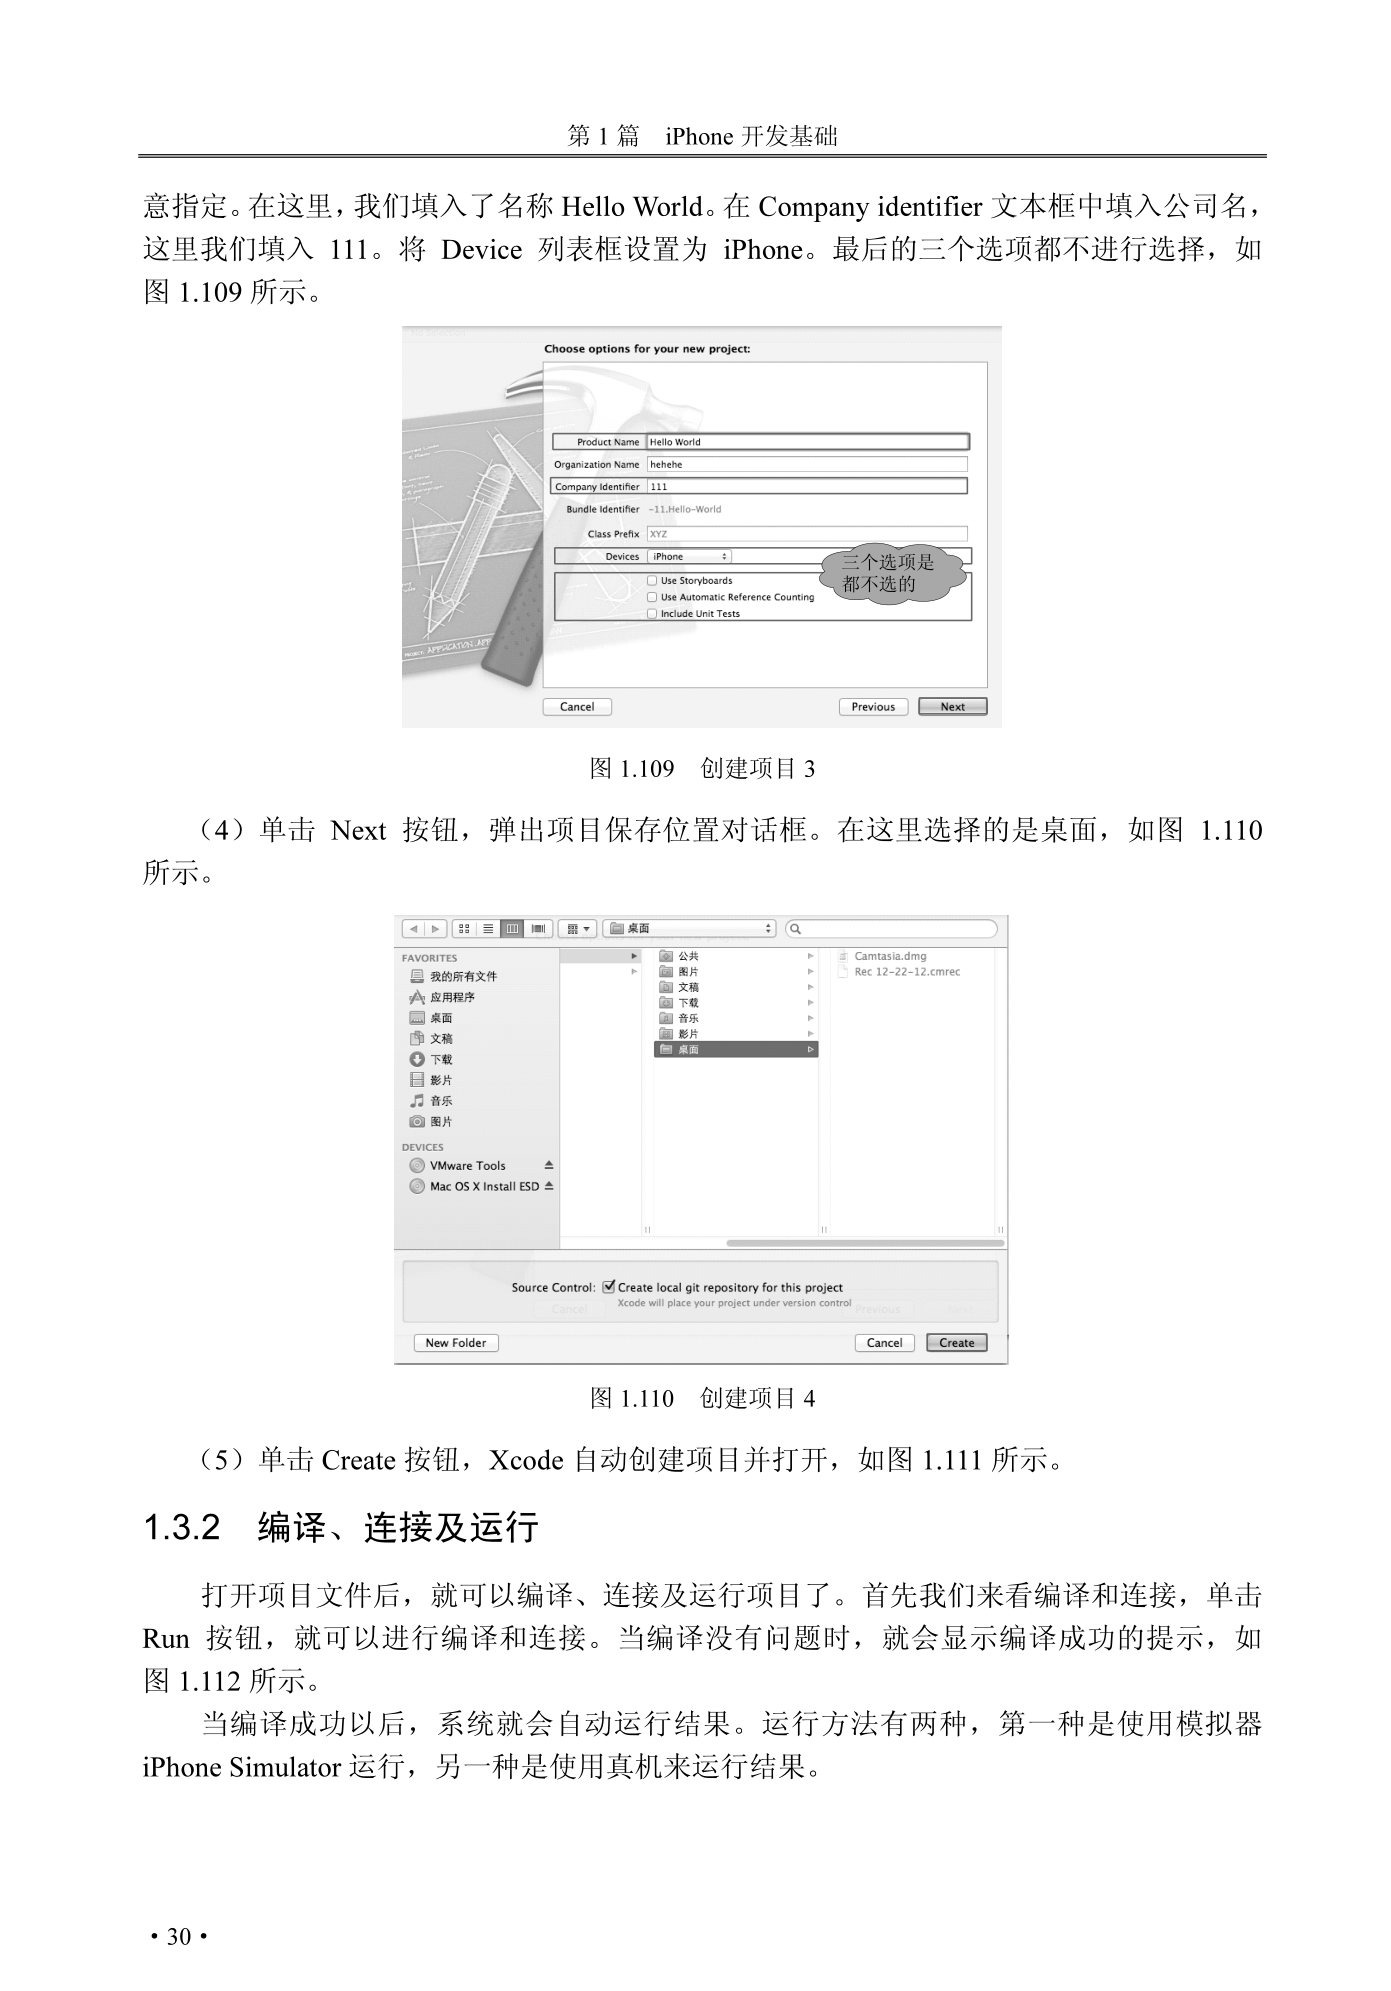 第 1 篇　iPhone 开发基础
意指定。在这里，我们填入了名称 Hello World。在 Company identifier 文本框中填入公司名，
这里我们填入 111。将 Device 列表框设置为 iPhone。最后的三个选项都不进行选择，如
图 1.109 所示。
Choose options for your new project:
Product Name Hello World
Organization Name hehehe
Company Identifier 111
Bundle Identifier -11.Hello-World
Class Prefix XYZ
Devices iPhone
三个选项是
都不选的
Use Storyboards
Use Automatic Reference Counting
Include Unit Tests
Cancel Previous Next
图 1.109　创建项目 3
（4）单击 Next 按钮，弹出项目保存位置对话框。在这里选择的是桌面，如图 1.110
所示。
桌面
FAVORITES
我的所有文件
应用程序
桌面
文稿
下载
影片
音乐
图片
DEVICES
VMware Tools
Mac OS X Install ESD
公共
图片
文稿
下载
音乐
影片
桌面
Camtasia.dmg
Rec 12-22-12.cmrec
Source Control: Create local git repository for this project
Xcode will place your project under version control
New Folder Cancel Create
图 1.110　创建项目 4
（5）单击 Create 按钮，Xcode 自动创建项目并打开，如图 1.111 所示。
1.3.2　编译、连接及运行
打开项目文件后，就可以编译、连接及运行项目了。首先我们来看编译和连接，单击
Run 按钮，就可以进行编译和连接。当编译没有问题时，就会显示编译成功的提示，如
图 1.112 所示。
当编译成功以后，系统就会自动运行结果。运行方法有两种，第一种是使用模拟器
iPhone Simulator 运行，另一种是使用真机来运行结果。
·30·